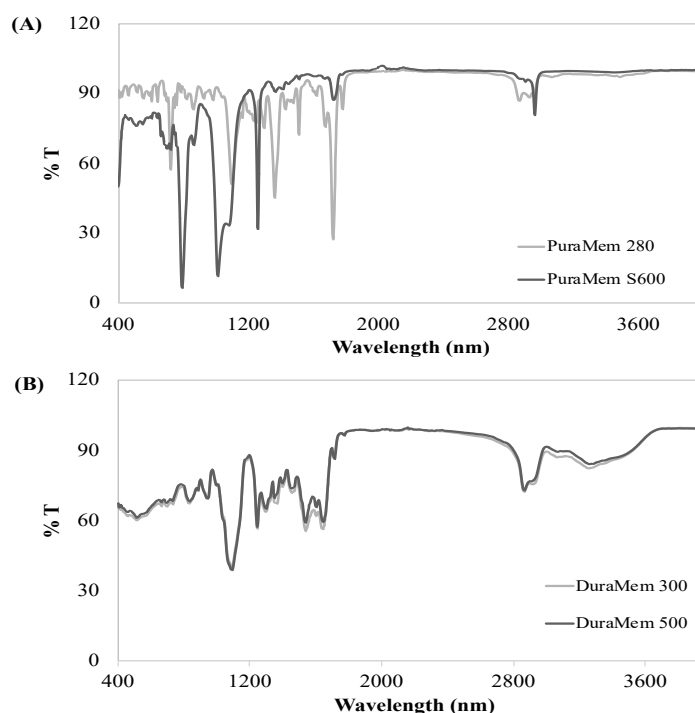 (A)
120
90
60
30
0
% T
PuraMem 280
PuraMem S600
400 1200 2000 2800 3600
Wavelength (nm)
(B)
120
90
60
30
0
% T
DuraMem 300
DuraMem 500
400 1200 2000 2800 3600
Wavelength (nm)